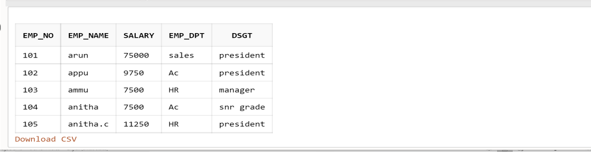 EMP_NO EMP_NAME SALARY EMP_DPT DSGT
101 arun 75000 sales president
102 appu 9750 Ac president
103 ammu 7500 HR manager
104 anitha 7500 Ac snr grade
105 anitha.c 11250 HR president
Download CSV